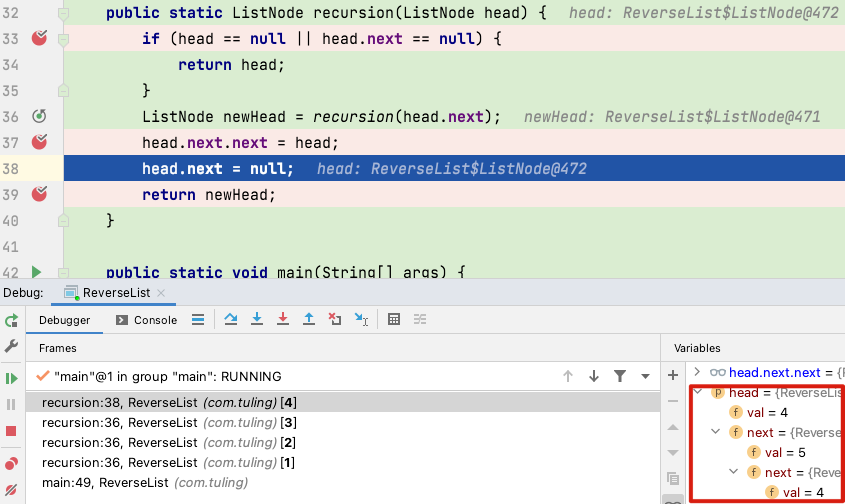 32 public static ListNode recursion(ListNode head) { head: ReverseList$ListNode@472
33 if (head == null || head.next == null) {
34 return head;
35 }
36 ListNode newHead = recursion(head.next); newHead: ReverseList$ListNode@471
37 head.next.next = head;
38 head.next = null; head: ReverseList$ListNode@472
39 return newHead;
40 }
41
42 public static void main(String[] args) {
Debug: ReverseList
Debugger Console
Frames
"main"@1 in group "main": RUNNING
recursion:38, ReverseList (com.tuling) [4]
recursion:36, ReverseList (com.tuling) [3]
recursion:36, ReverseList (com.tuling) [2]
recursion:36, ReverseList (com.tuling) [1]
main:49, ReverseList (com.tuling)
Variables
head.next.next = {R
p head = {ReverseLis
f val = 4
f next = {Reverse
f val = 5
f next = {Reve
f val = 4